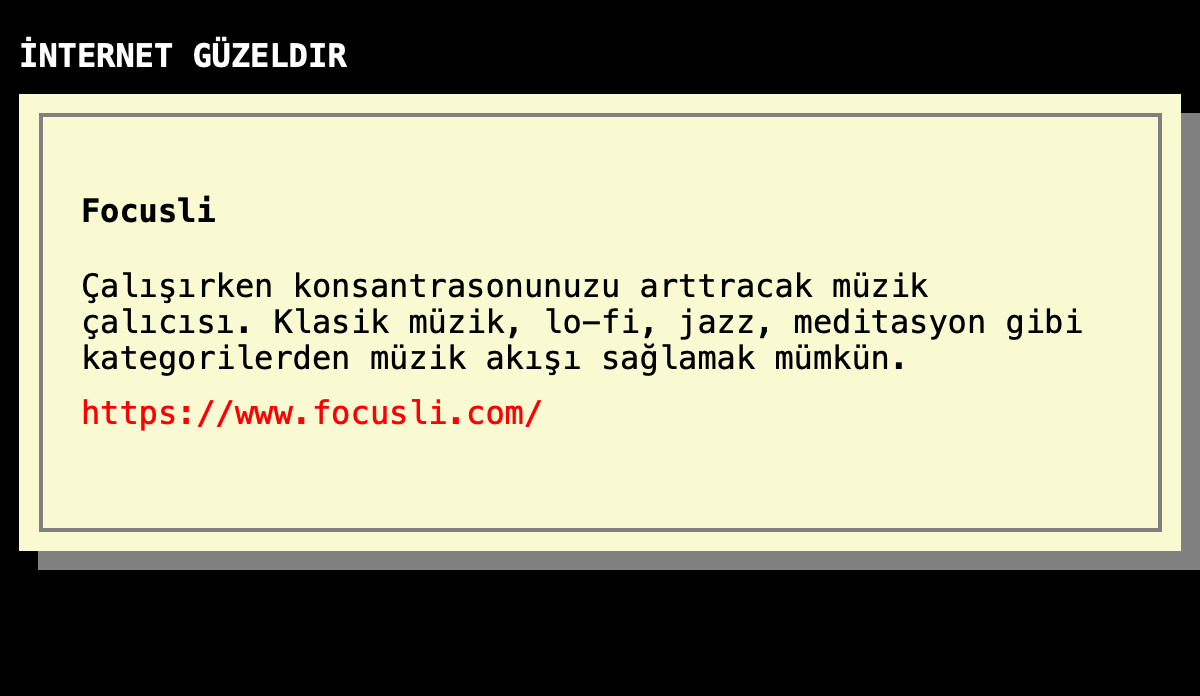 İNTERNET GÜZELDIR
Focusli
Çalışırken konsantrasonunuzu arttracak müzik
çalıcısı. Klasik müzik, lo-fi, jazz, meditasyon gibi
kategorilerden müzik akışı sağlamak mümkün.
https://www.focusli.com/